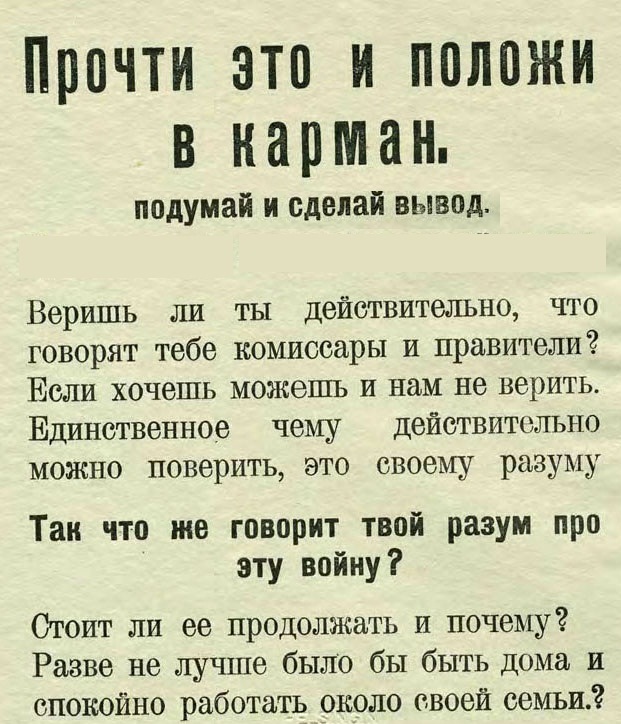 Прочти это и положи
в карман.
подумай и сделай вывод.
Веришь ли ты действительно, что
говорят тебе комиссары и правители?
Если хочешь можешь и нам не верить.
Единственное чему действительно
можно поверить, это своему разуму
Так что же говорит твой разум про
эту войну?
Стоит ли ее продолжать и почему?
Разве не лучше было бы быть дома и
спокойно работать около своей семьи.?